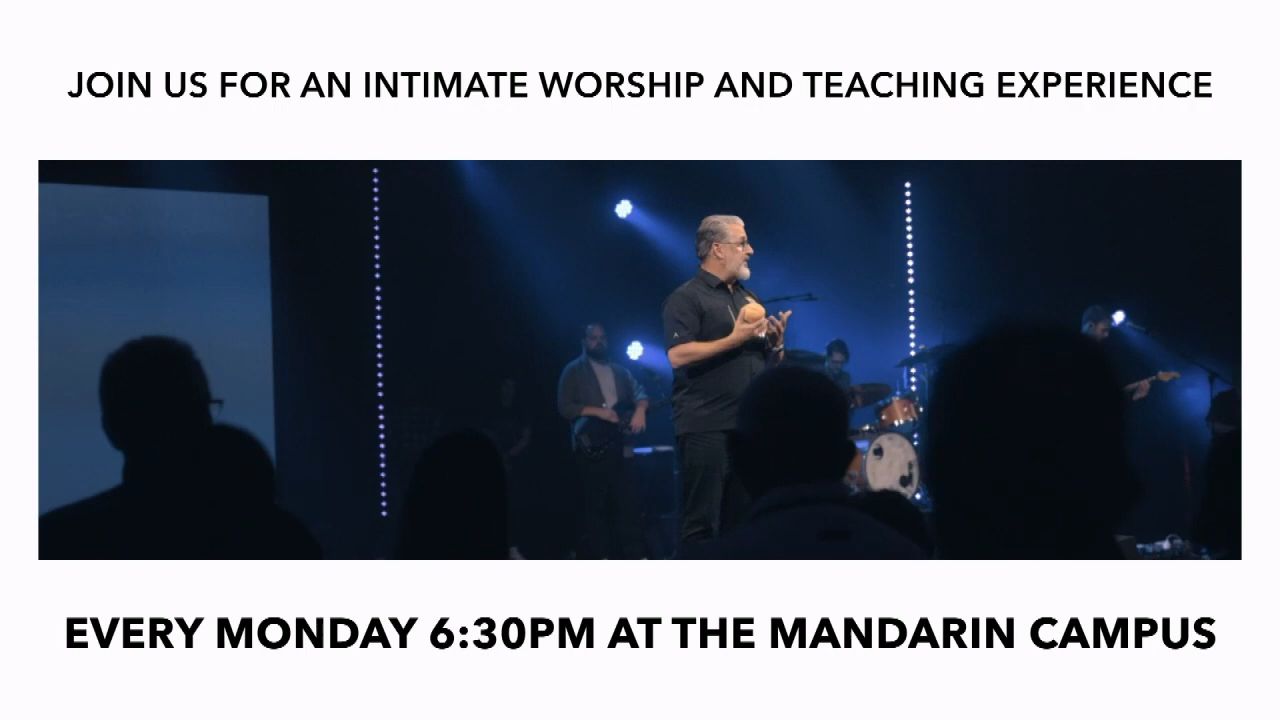 JOIN US FOR AN INTIMATE WORSHIP AND TEACHING EXPERIENCE
EVERY MONDAY 6:30PM AT THE MANDARIN CAMPUS